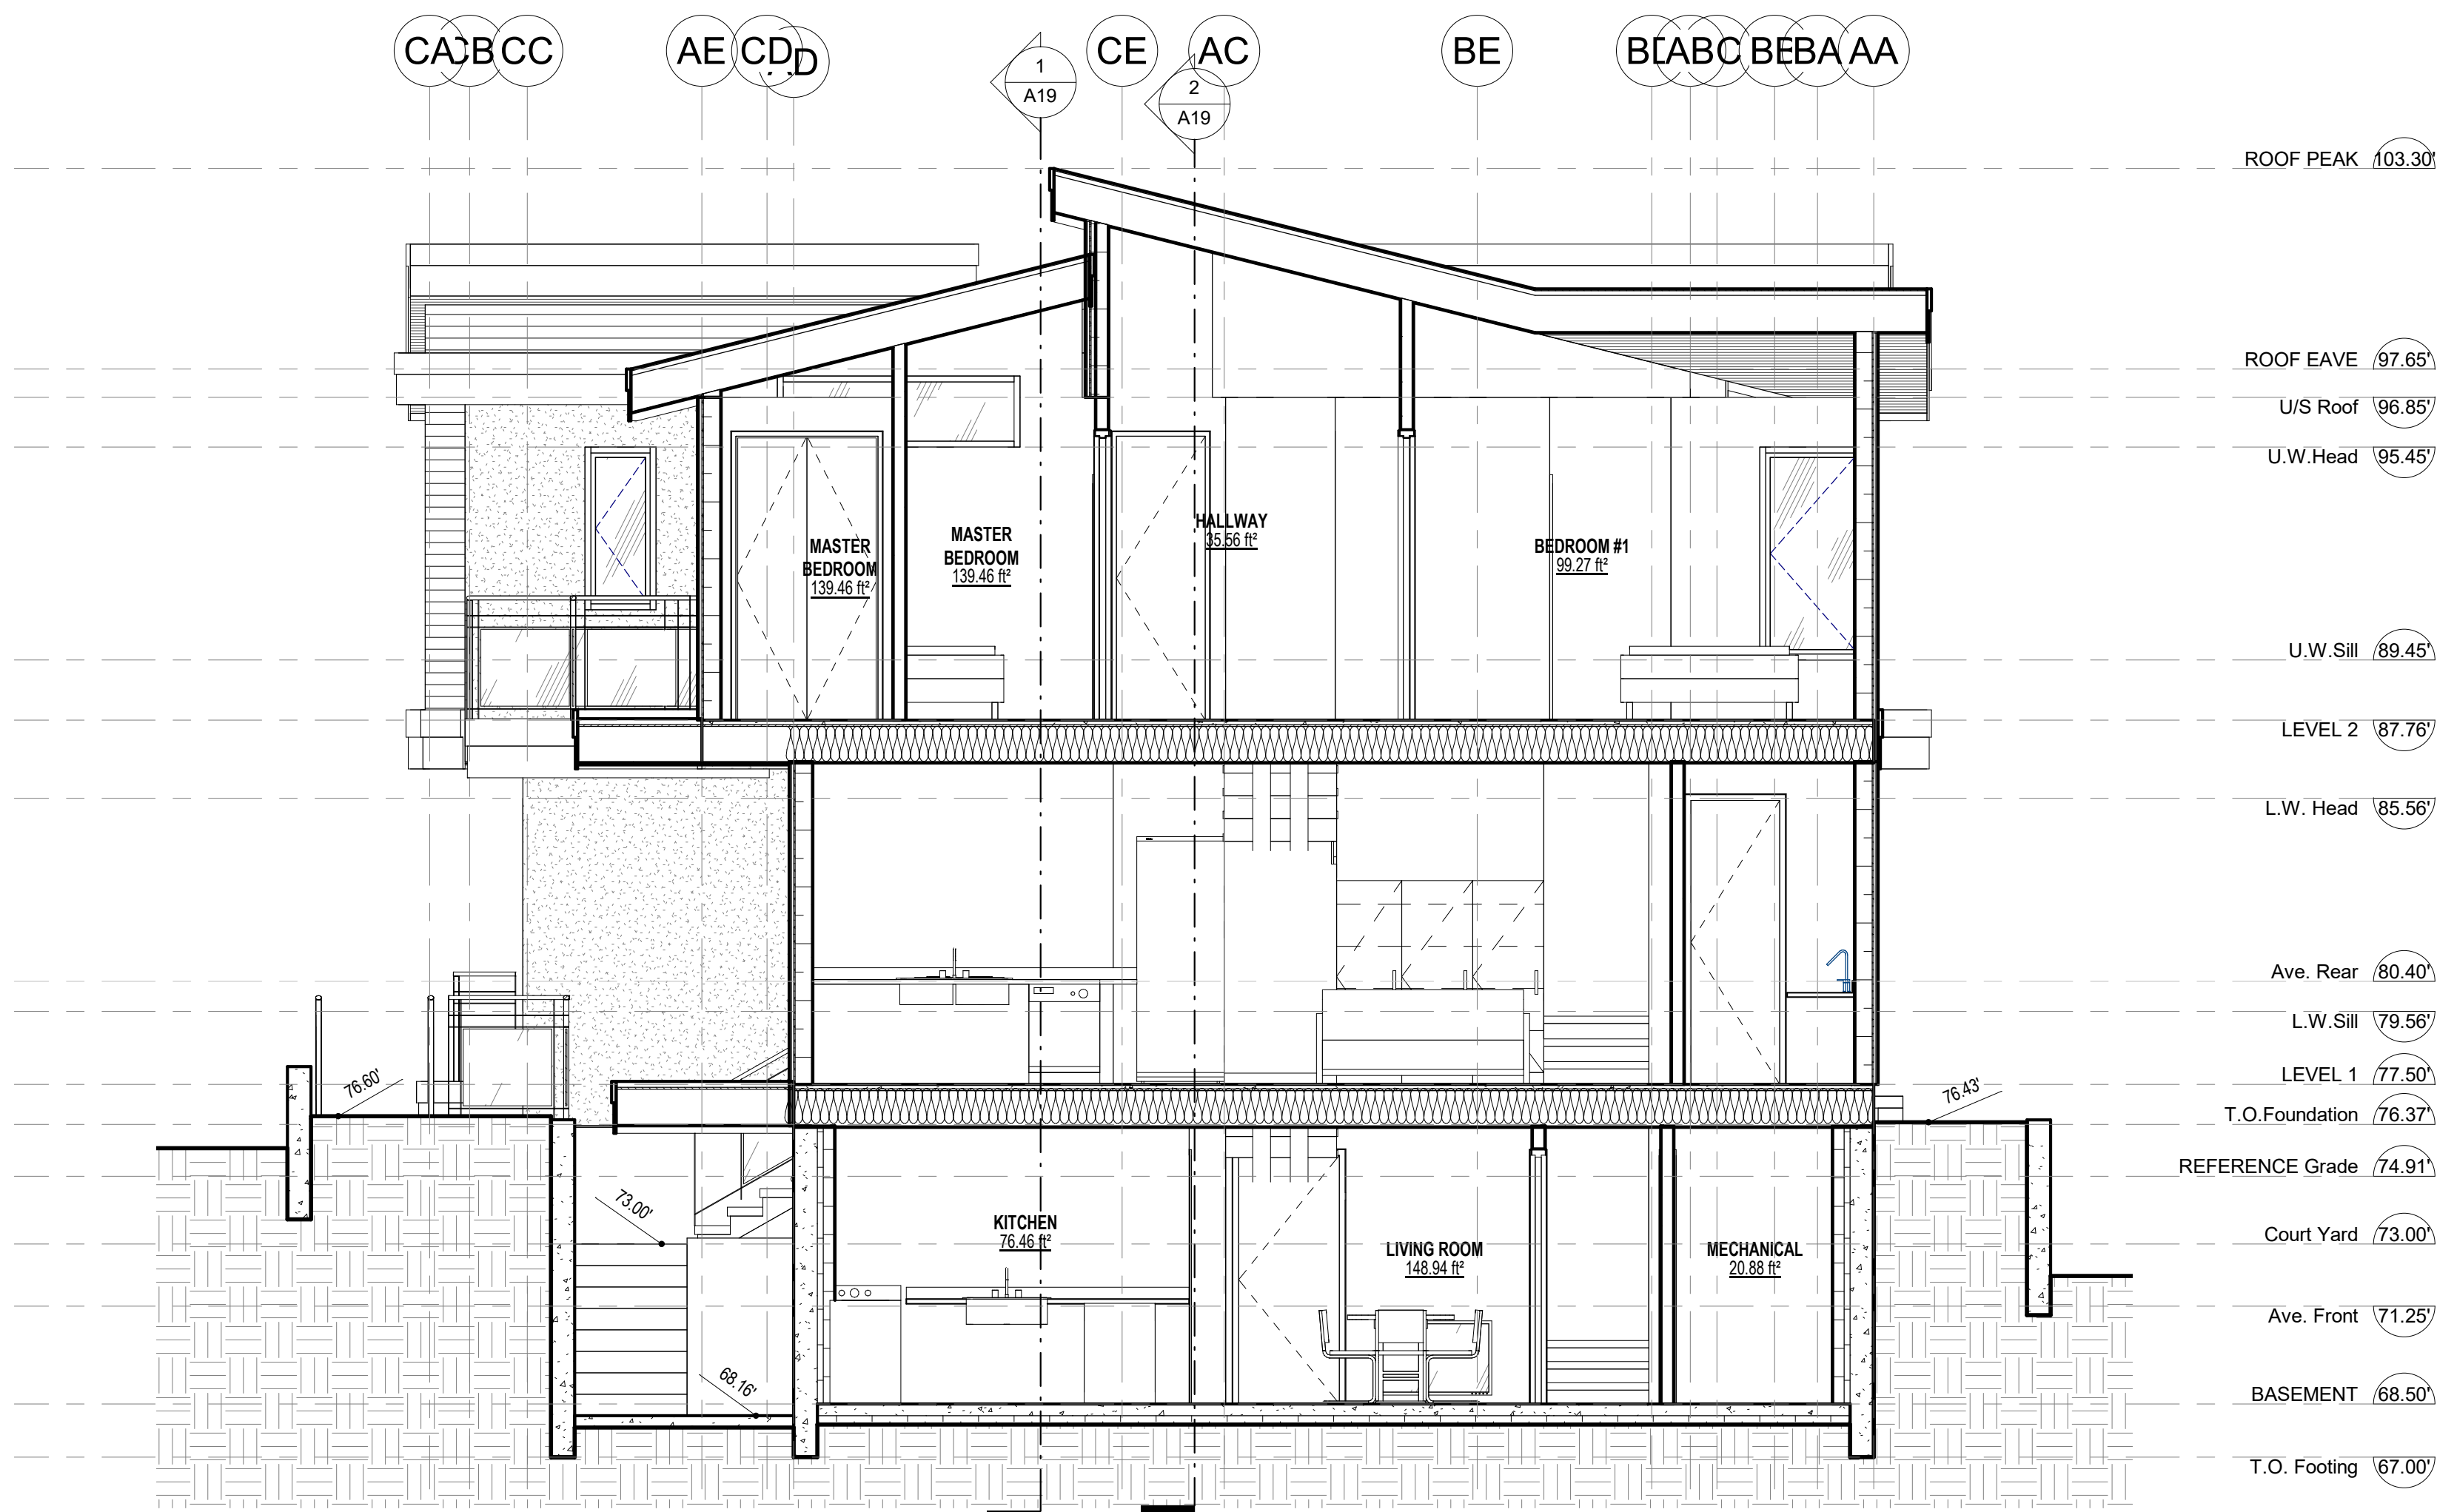 CA
CC
AE
CD
CE
AC
BE
BA
AA
1
A19
2
A19
ROOF PEAK 103.30'
ROOF EAVE 97.65'
U/S Roof 96.85'
U.W.Head 95.45'
MASTER
BEDROOM
139.46 ft²
MASTER
BEDROOM
139.46 ft²
HALLWAY
35.56 ft²
BEDROOM #1
99.27 ft²
U.W.Sill 89.45'
LEVEL 2 87.76'
L.W. Head 85.56'
Ave. Rear 80.40'
L.W.Sill 79.56'
LEVEL 1 77.50'
76.60'
76.43'
T.O.Foundation 76.37'
REFERENCE Grade 74.91'
73.00'
Court Yard 73.00'
KITCHEN
76.46 ft²
LIVING ROOM
148.94 ft²
MECHANICAL
20.88 ft²
Ave. Front 71.25'
68.16'
BASEMENT 68.50'
T.O. Footing 67.00'